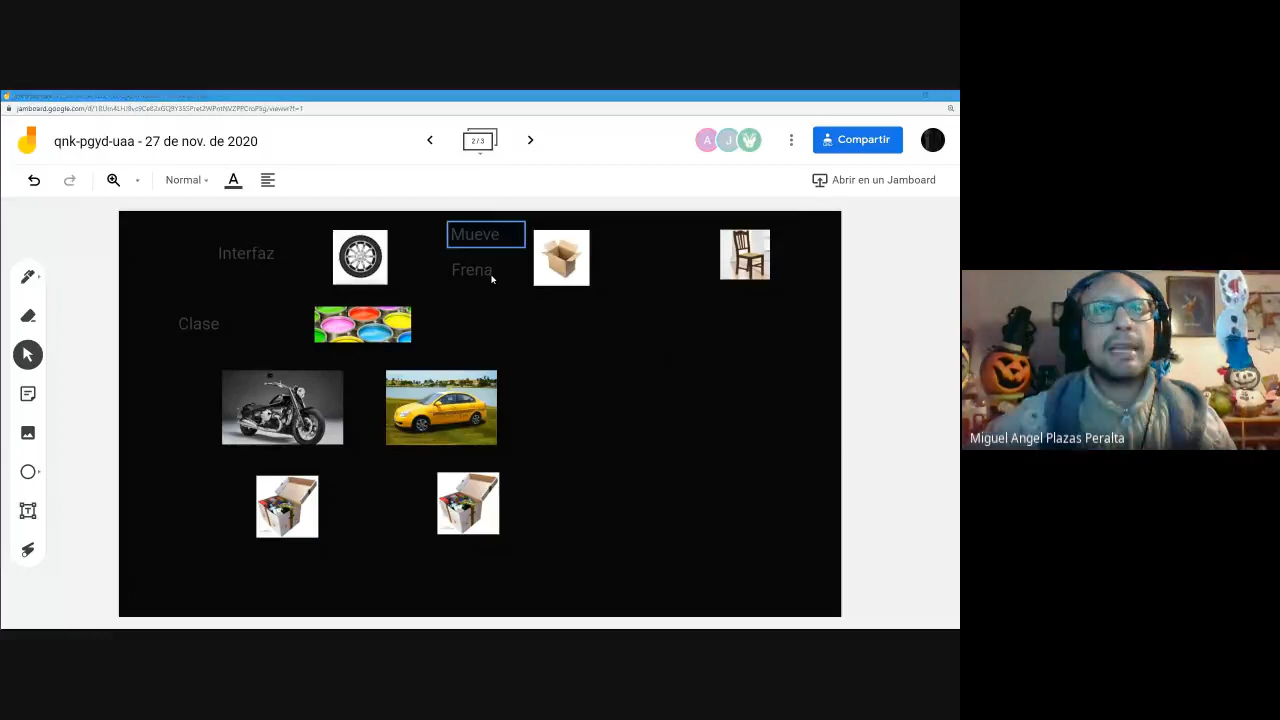 qnk-pgyd-uaa - 27 de nov. de 2020
2/3
A
J
Compartir
Normal
A
Abrir en un Jamboard
Interfaz
Mueve
Frena
Clase
Miguel Angel Plazas Peralta